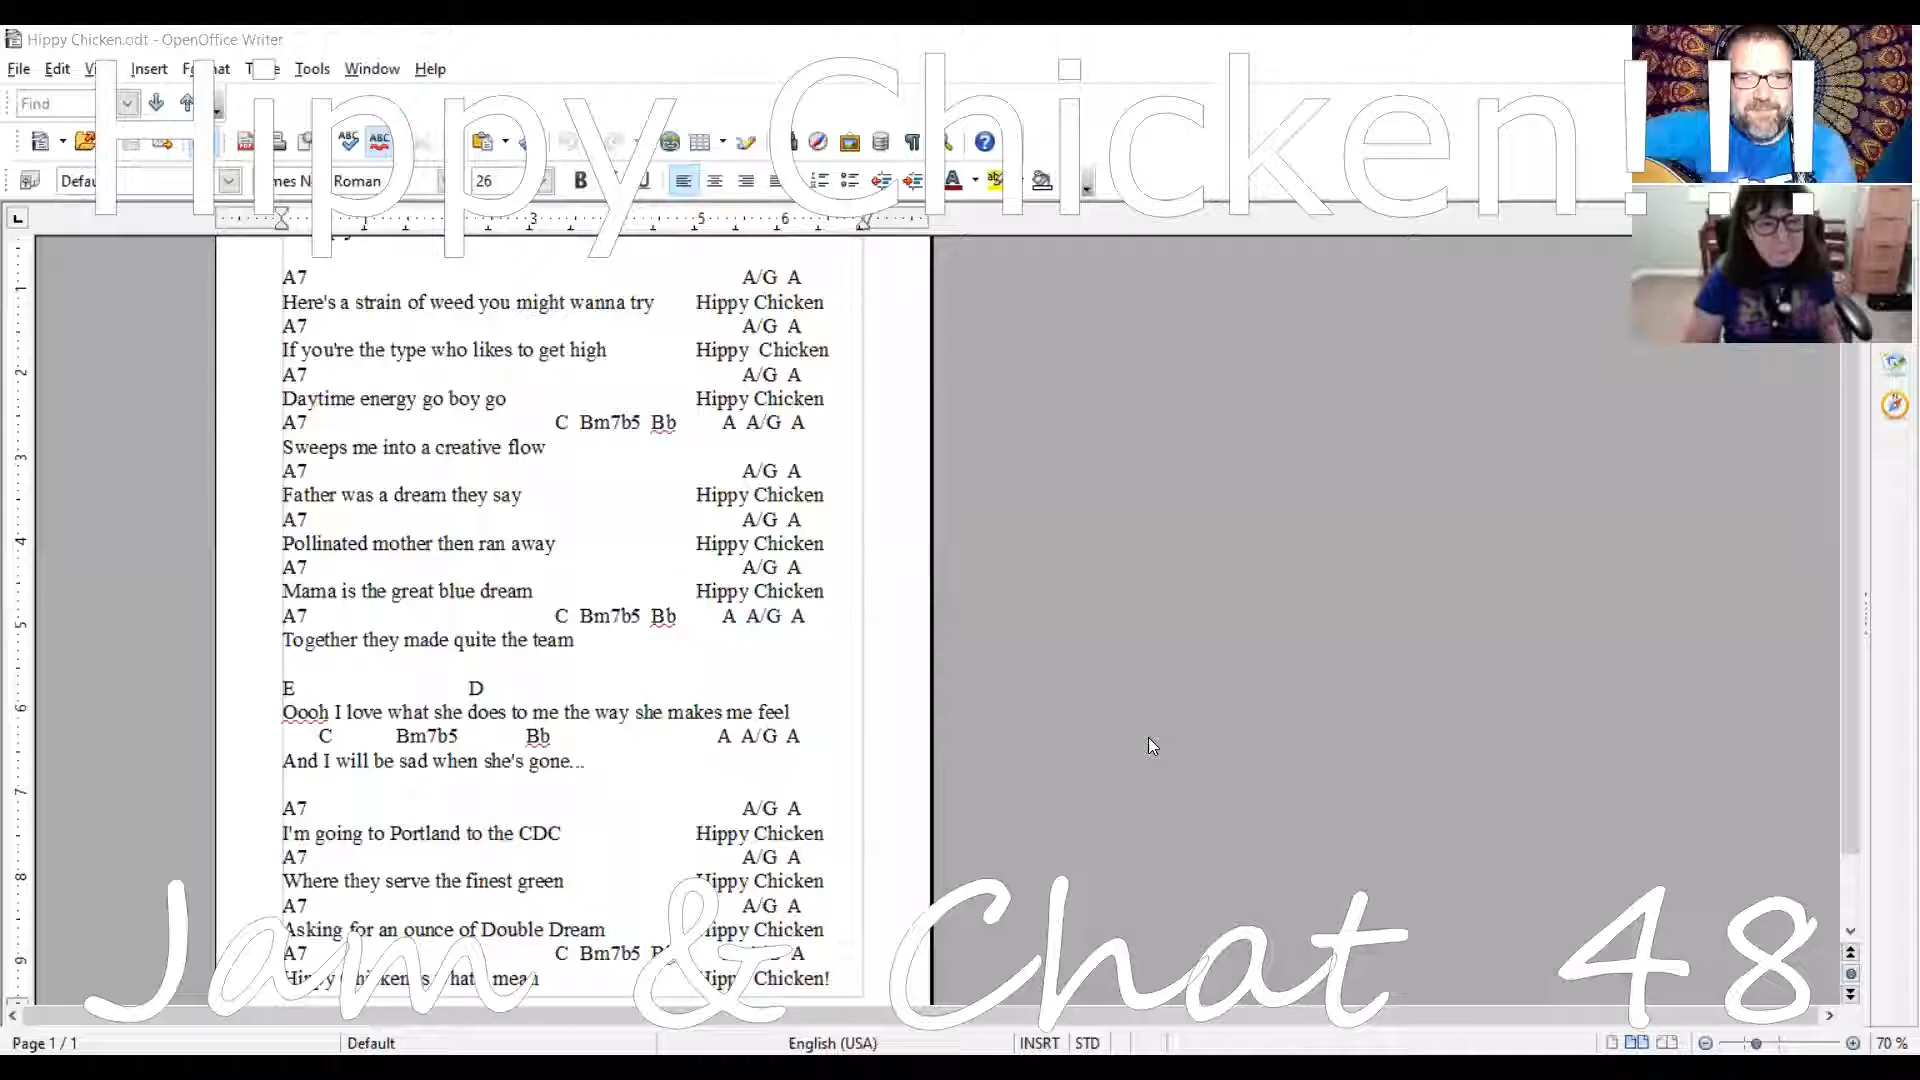 Hippy Chicken.odt - OpenOffice Writer
File Edit Insert Tools Window Help
Hippy Chicken!!!
Find
Roman 26
3 5 6
A7 A/G A
Here's a strain of weed you might wanna try Hippy Chicken
A7 A/G A
If you're the type who likes to get high Hippy Chicken
A7 A/G A
Daytime energy go boy go Hippy Chicken
A7 C Bm7b5 Bb A A/G A
Sweeps me into a creative flow
A7 A/G A
Father was a dream they say Hippy Chicken
A7 A/G A
Pollinated mother then ran away Hippy Chicken
A7 A/G A
Mama is the great blue dream Hippy Chicken
A7 C Bm7b5 Bb A A/G A
Together they made quite the team
E D
Oooh I love what she does to me the way she makes me feel
C Bm7b5 Bb A A/G A
And I will be sad when she's gone...
A7 A/G A
I'm going to Portland to the CDC Hippy Chicken
A7 A/G A
Where they serve the finest green Hippy Chicken
A7 A/G A
Asking for an ounce of Double Dream Hippy Chicken
A7 C Bm7b5 A
Hippy Chicken mean Hippy Chicken!
Jam & Chat 48
Page 1 / 1 Default English (USA) INSRT STD 70 %